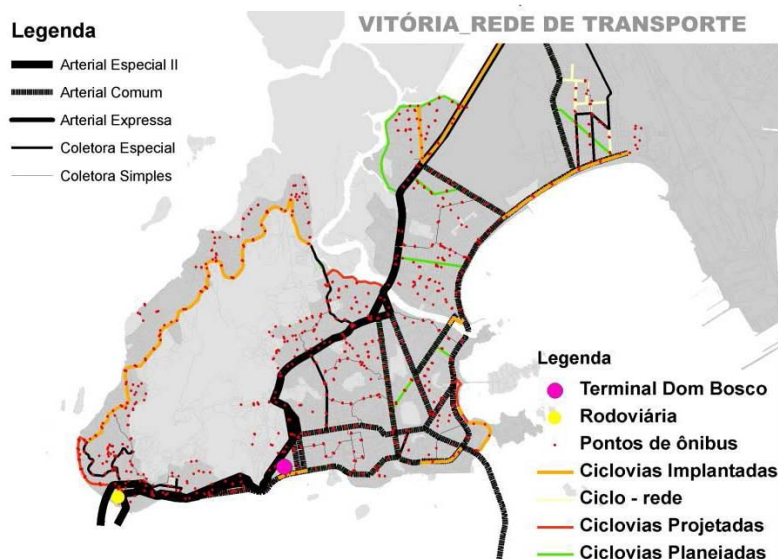 VITÓRIA_REDE DE TRANSPORTE
Legenda
Arterial Especial II
Arterial Comum
Arterial Expressa
Coletora Especial
Coletora Simples
Legenda
Terminal Dom Bosco
Rodoviária
Pontos de ônibus
Ciclovias Implantadas
Ciclo - rede
Ciclovias Projetadas
Ciclovias Planejadas